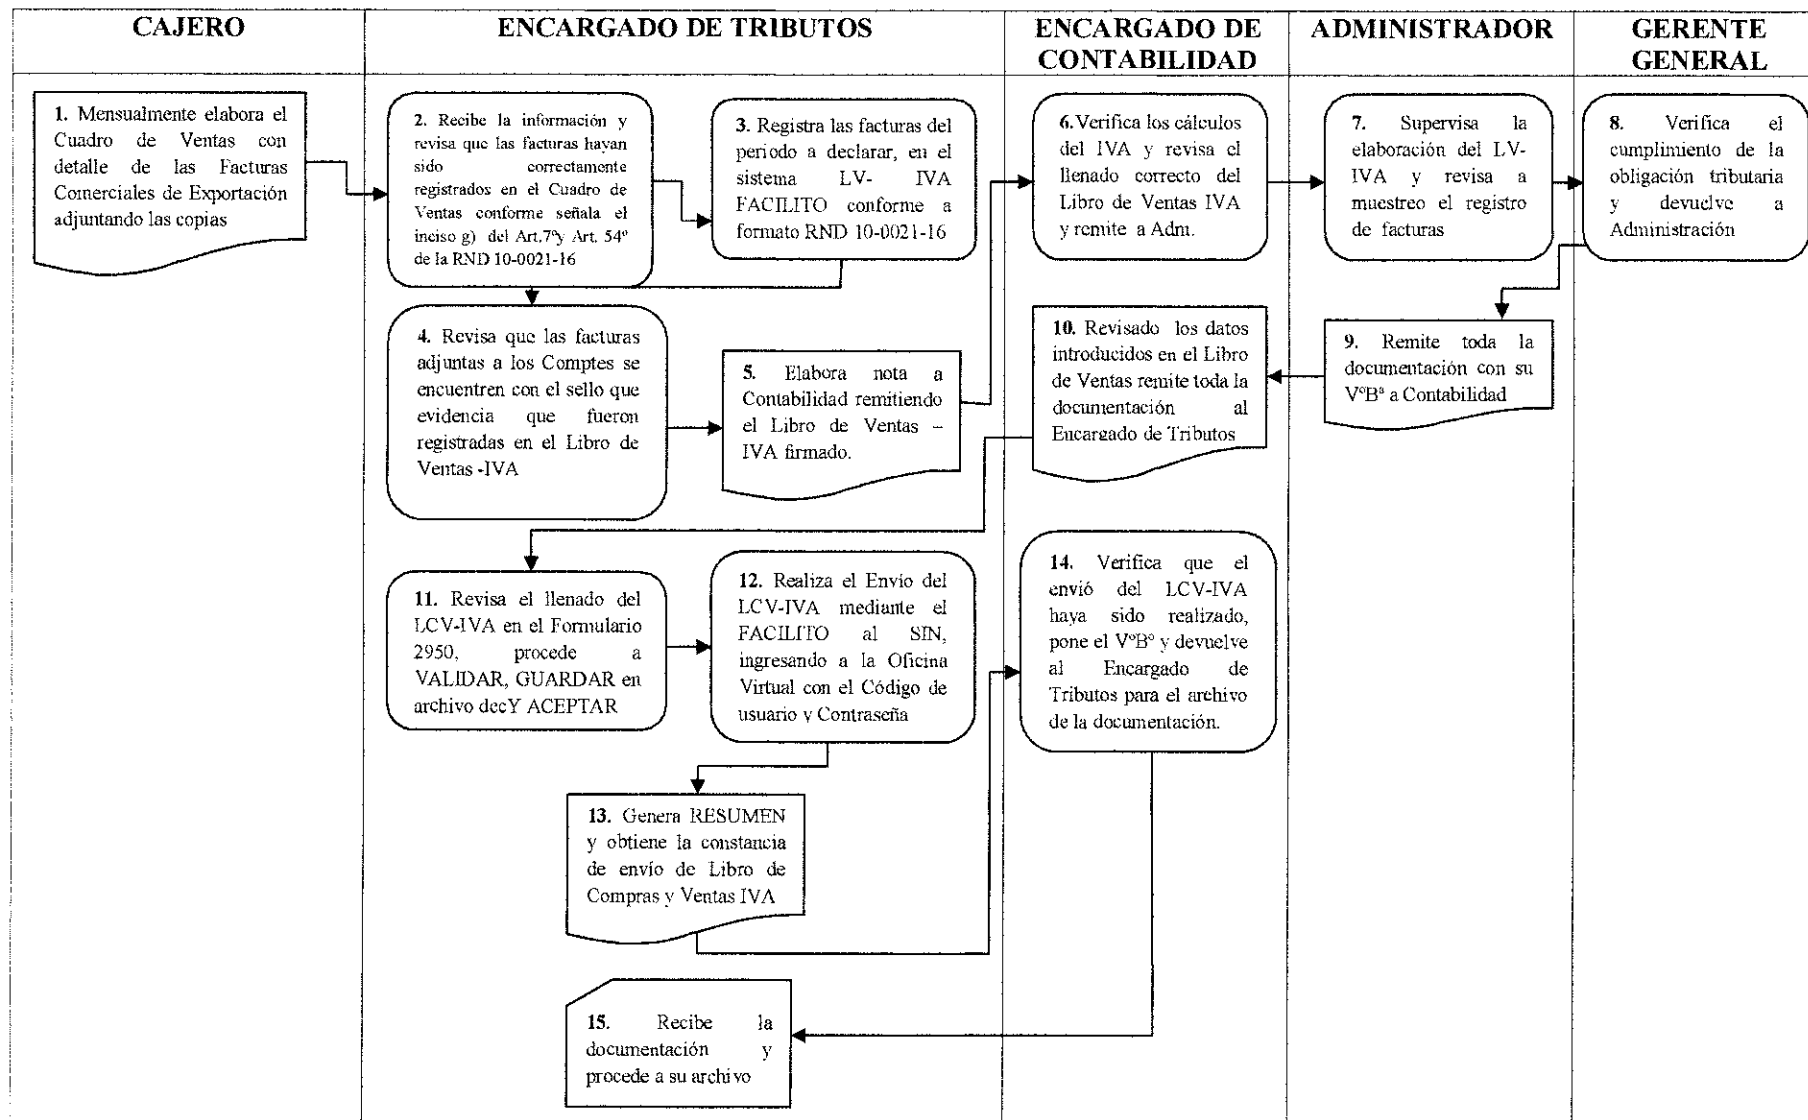 CAJERO
ENCARGADO DE TRIBUTOS
ENCARGADO DE
CONTABILIDAD
ADMINISTRADOR
GERENTE
GENERAL
1. Mensualmente elabora el
Cuadro de Ventas con
detalle de las Facturas
Comerciales de Exportación
adjuntando las copias
2. Recibe la información y
revisa que las facturas hayan
sido correctamente
registrados en el Cuadro de
Ventas conforme señala el
inciso g) del Art.7ºy Art. 54º
de la RND 10-0021-16
3. Registra las facturas del
periodo a declarar, en el
sistema LV- IVA
FACILITO conforme a
formato RND 10-0021-16
4. Revisa que las facturas
adjuntas a los Comptes se
encuentren con el sello que
evidencia que fueron
registradas en el Libro de
Ventas -IVA
5. Elabora nota a
Contabilidad remitiendo
el Libro de Ventas –
IVA firmado.
6.Verifica los cálculos
del IVA y revisa el
llenado correcto del
Libro de Ventas IVA
y remite a Adm.
7. Supervisa la
elaboración del LV-
IVA y revisa a
muestreo el registro
de facturas
8. Verifica el
cumplimiento de la
obligación tributaria
y devuelve a
Administración
9. Remite toda la
documentación con su
VºBº a Contabilidad
10. Revisado los datos
introducidos en el Libro
de Ventas remite toda la
documentación al
Encargado de Tributos
11. Revisa el llenado del
LCV-IVA en el Formulario
2950, procede a
VALIDAR, GUARDAR en
archivo decY ACEPTAR
12. Realiza el Envío del
LCV-IVA mediante el
FACILITO al SIN,
ingresando a la Oficina
Virtual con el Código de
usuario y Contraseña
13. Genera RESUMEN
y obtiene la constancia
de envío de Libro de
Compras y Ventas IVA
14. Verifica que el
envió del LCV-IVA
haya sido realizado,
pone el VºBº y devuelve
al Encargado de
Tributos para el archivo
de la documentación.
15. Recibe la
documentación y
procede a su archivo